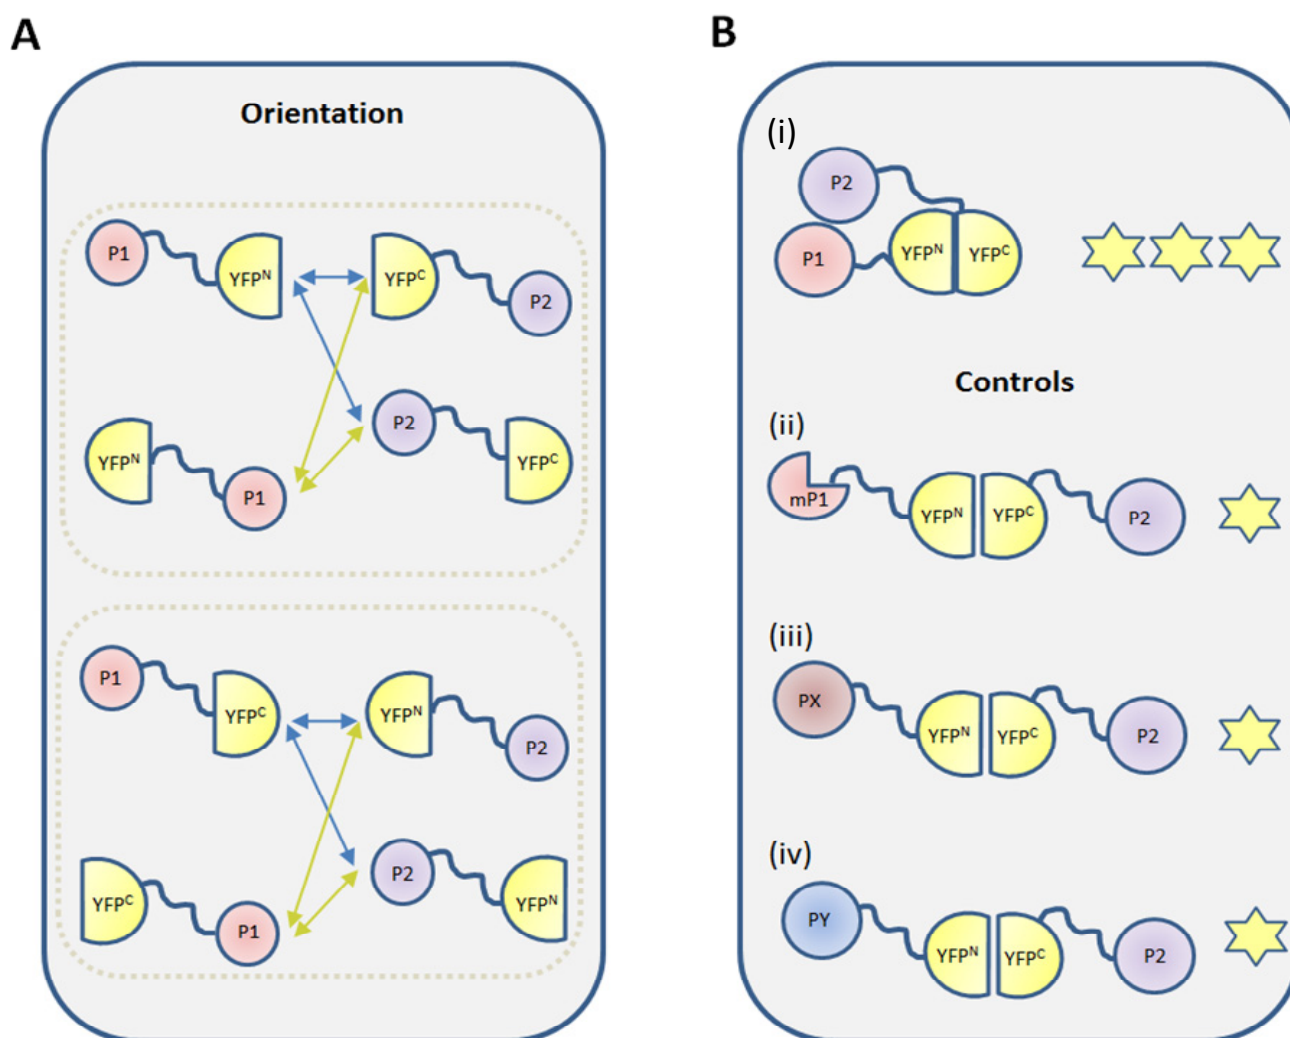 A
Orientation
P1
YFPᴺ
YFPᶜ
P2
YFPᴺ
P1
P2
YFPᶜ
P1
YFPᶜ
YFPᴺ
P2
YFPᶜ
P1
P2
YFPᴺ
B
(i)
P2
P1
YFPᴺ
YFPᶜ
Controls
(ii)
mP1
YFPᴺ
YFPᶜ
P2
(iii)
PX
YFPᴺ
YFPᶜ
P2
(iv)
PY
YFPᴺ
YFPᶜ
P2